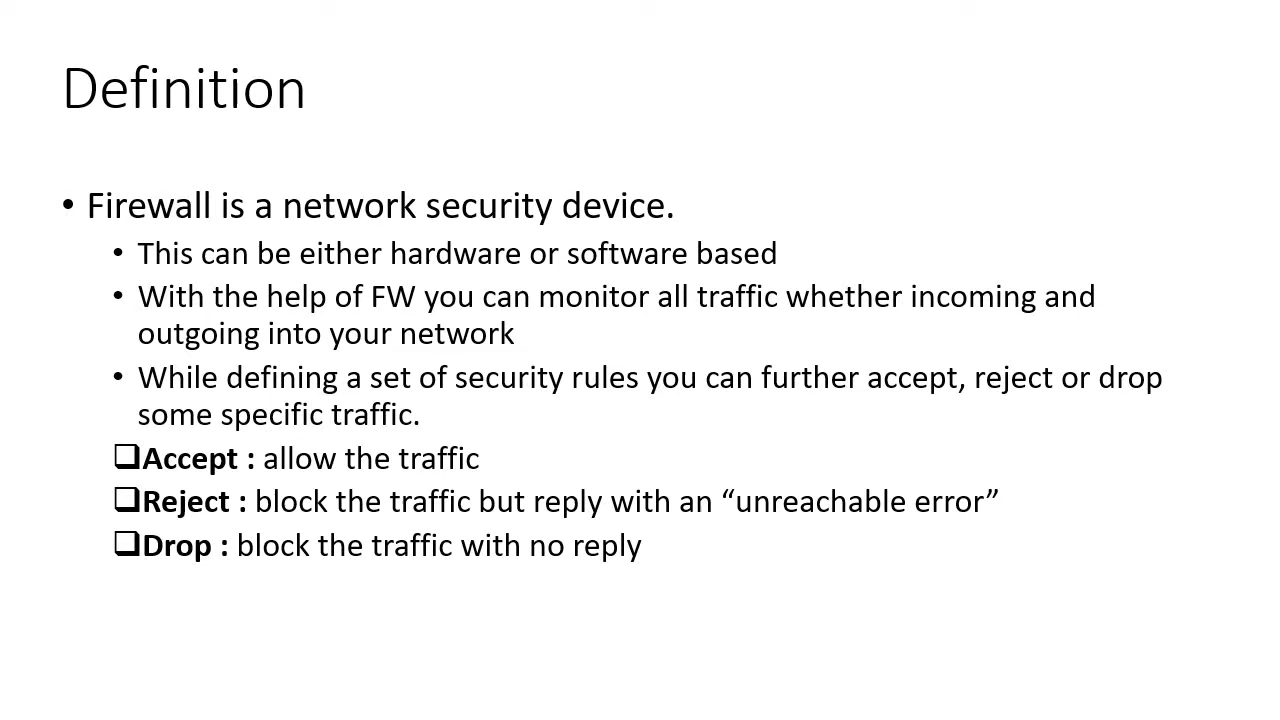 Definition
• Firewall is a network security device.
• This can be either hardware or software based
• With the help of FW you can monitor all traffic whether incoming and
outgoing into your network
• While defining a set of security rules you can further accept, reject or drop
some specific traffic.
❑Accept : allow the traffic
❑Reject : block the traffic but reply with an “unreachable error”
❑Drop : block the traffic with no reply